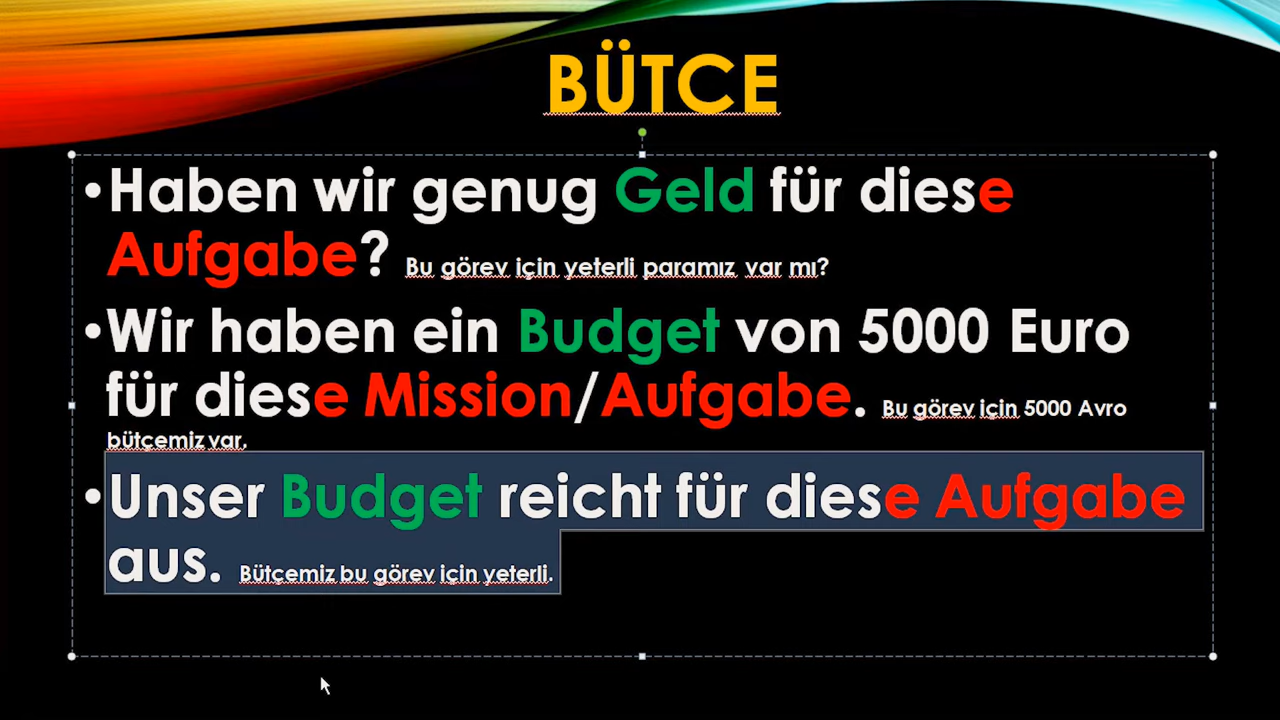 BÜTCE
•Haben wir genug Geld für diese
Aufgabe? Bu görev için yeterli paramız var mı?
•Wir haben ein Budget von 5000 Euro
für diese Mission/Aufgabe. Bu görev için 5000 Avro
bütçemiz var.
•Unser Budget reicht für diese Aufgabe
aus. Bütçemiz bu görev için yeterli.